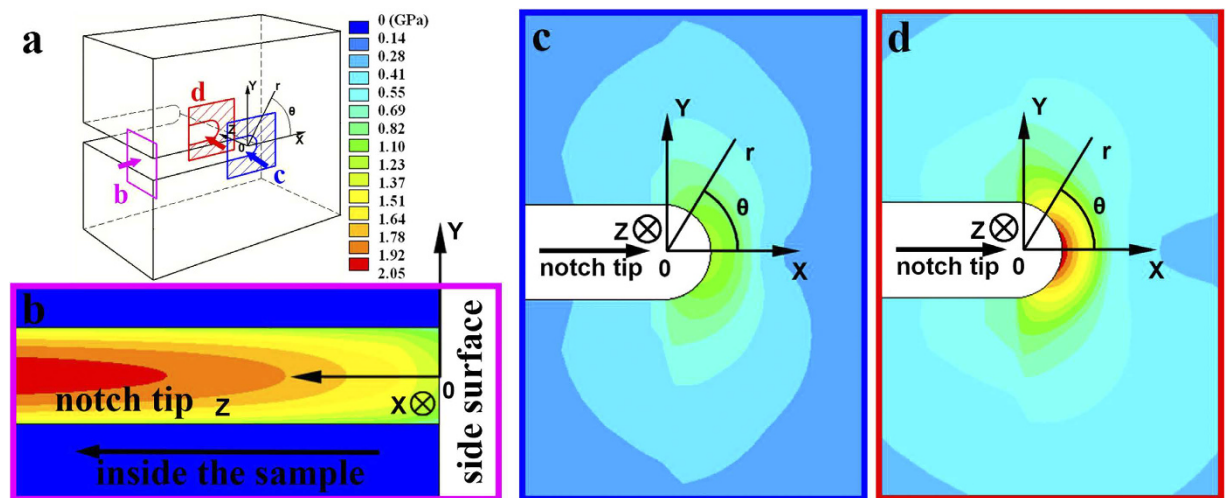 a
0 (GPa)
0.14
0.28
0.41
0.55
0.69
0.82
1.10
1.23
1.37
1.51
1.64
1.78
1.92
2.05
Y
r
θ
d
Z
0
X
b
c
b
Y
notch tip
Z
X
0
side surface
inside the sample
c
Y
r
θ
Z
X
notch tip
0
d
Y
r
θ
Z
X
notch tip
0